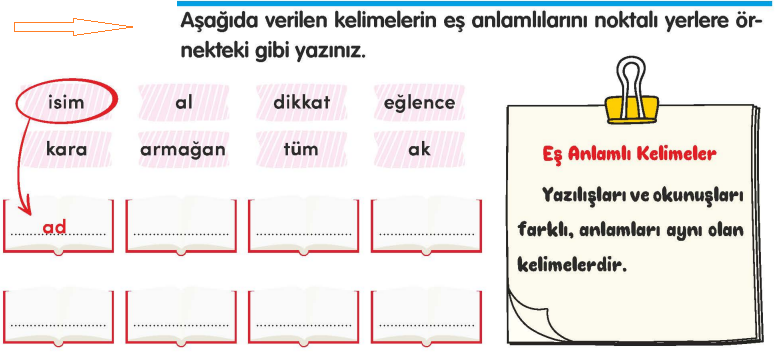 Aşağıda verilen kelimelerin eş anlamlılarını noktalı yerlere ör-
nekteki gibi yazınız.
isim al dikkat eğlence
kara armağan tüm ak
ad
Eş Anlamlı Kelimeler
Yazılışları ve okunuşları
farklı, anlamları aynı olan
kelimelerdir.